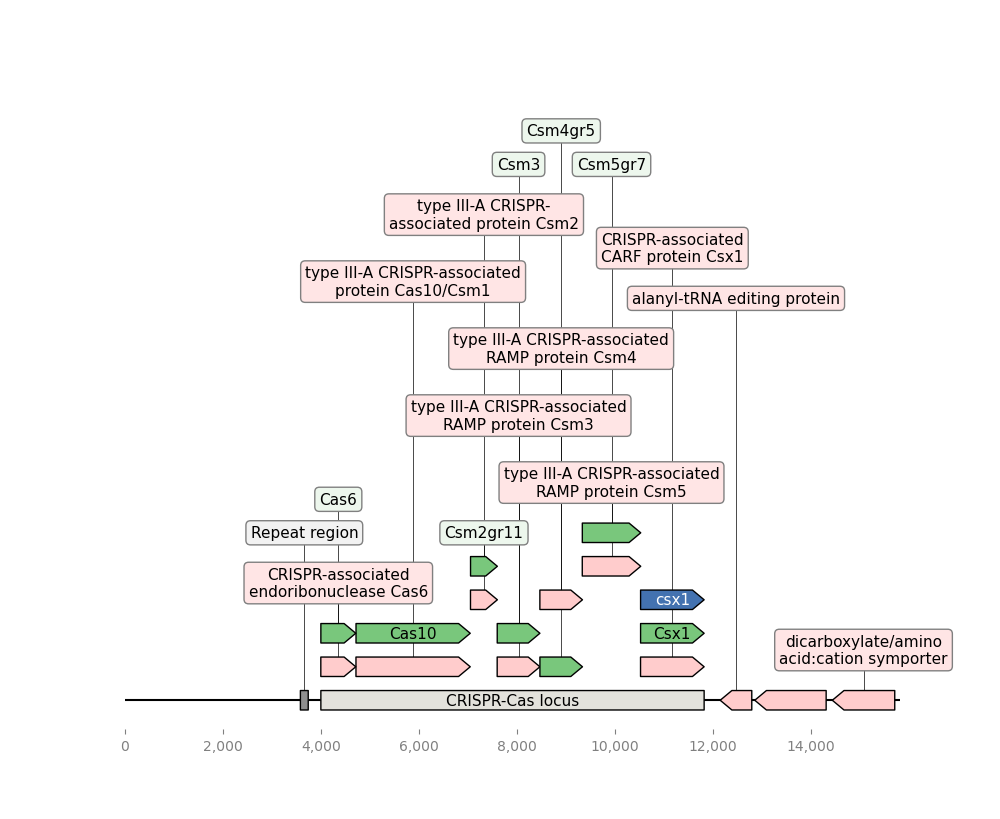 Csm4gr5
Csm3
Csm5gr7
type III-A CRISPR-
associated protein Csm2
CRISPR-associated
CARF protein Csx1
type III-A CRISPR-associated
protein Cas10/Csm1
alanyl-tRNA editing protein
type III-A CRISPR-associated
RAMP protein Csm4
type III-A CRISPR-associated
RAMP protein Csm3
type III-A CRISPR-associated
RAMP protein Csm5
Cas6
Repeat region
Csm2gr11
CRISPR-associated
endoribonuclease Cas6
csx1
Cas10
Csx1
dicarboxylate/amino
acid:cation symporter
CRISPR-Cas locus
0 2,000 4,000 6,000 8,000 10,000 12,000 14,000